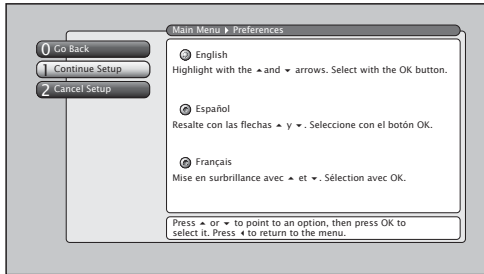 Main Menu ▸ Preferences
0 Go Back
1 Continue Setup
2 Cancel Setup
English
Highlight with the ▲ and ▼ arrows. Select with the OK button.
Español
Resalte con las flechas ▲ y ▼. Seleccione con el botón OK.
Français
Mise en surbrillance avec ▲ et ▼. Sélection avec OK.
Press ▲ or ▼ to point to an option, then press OK to
select it. Press ◂ to return to the menu.